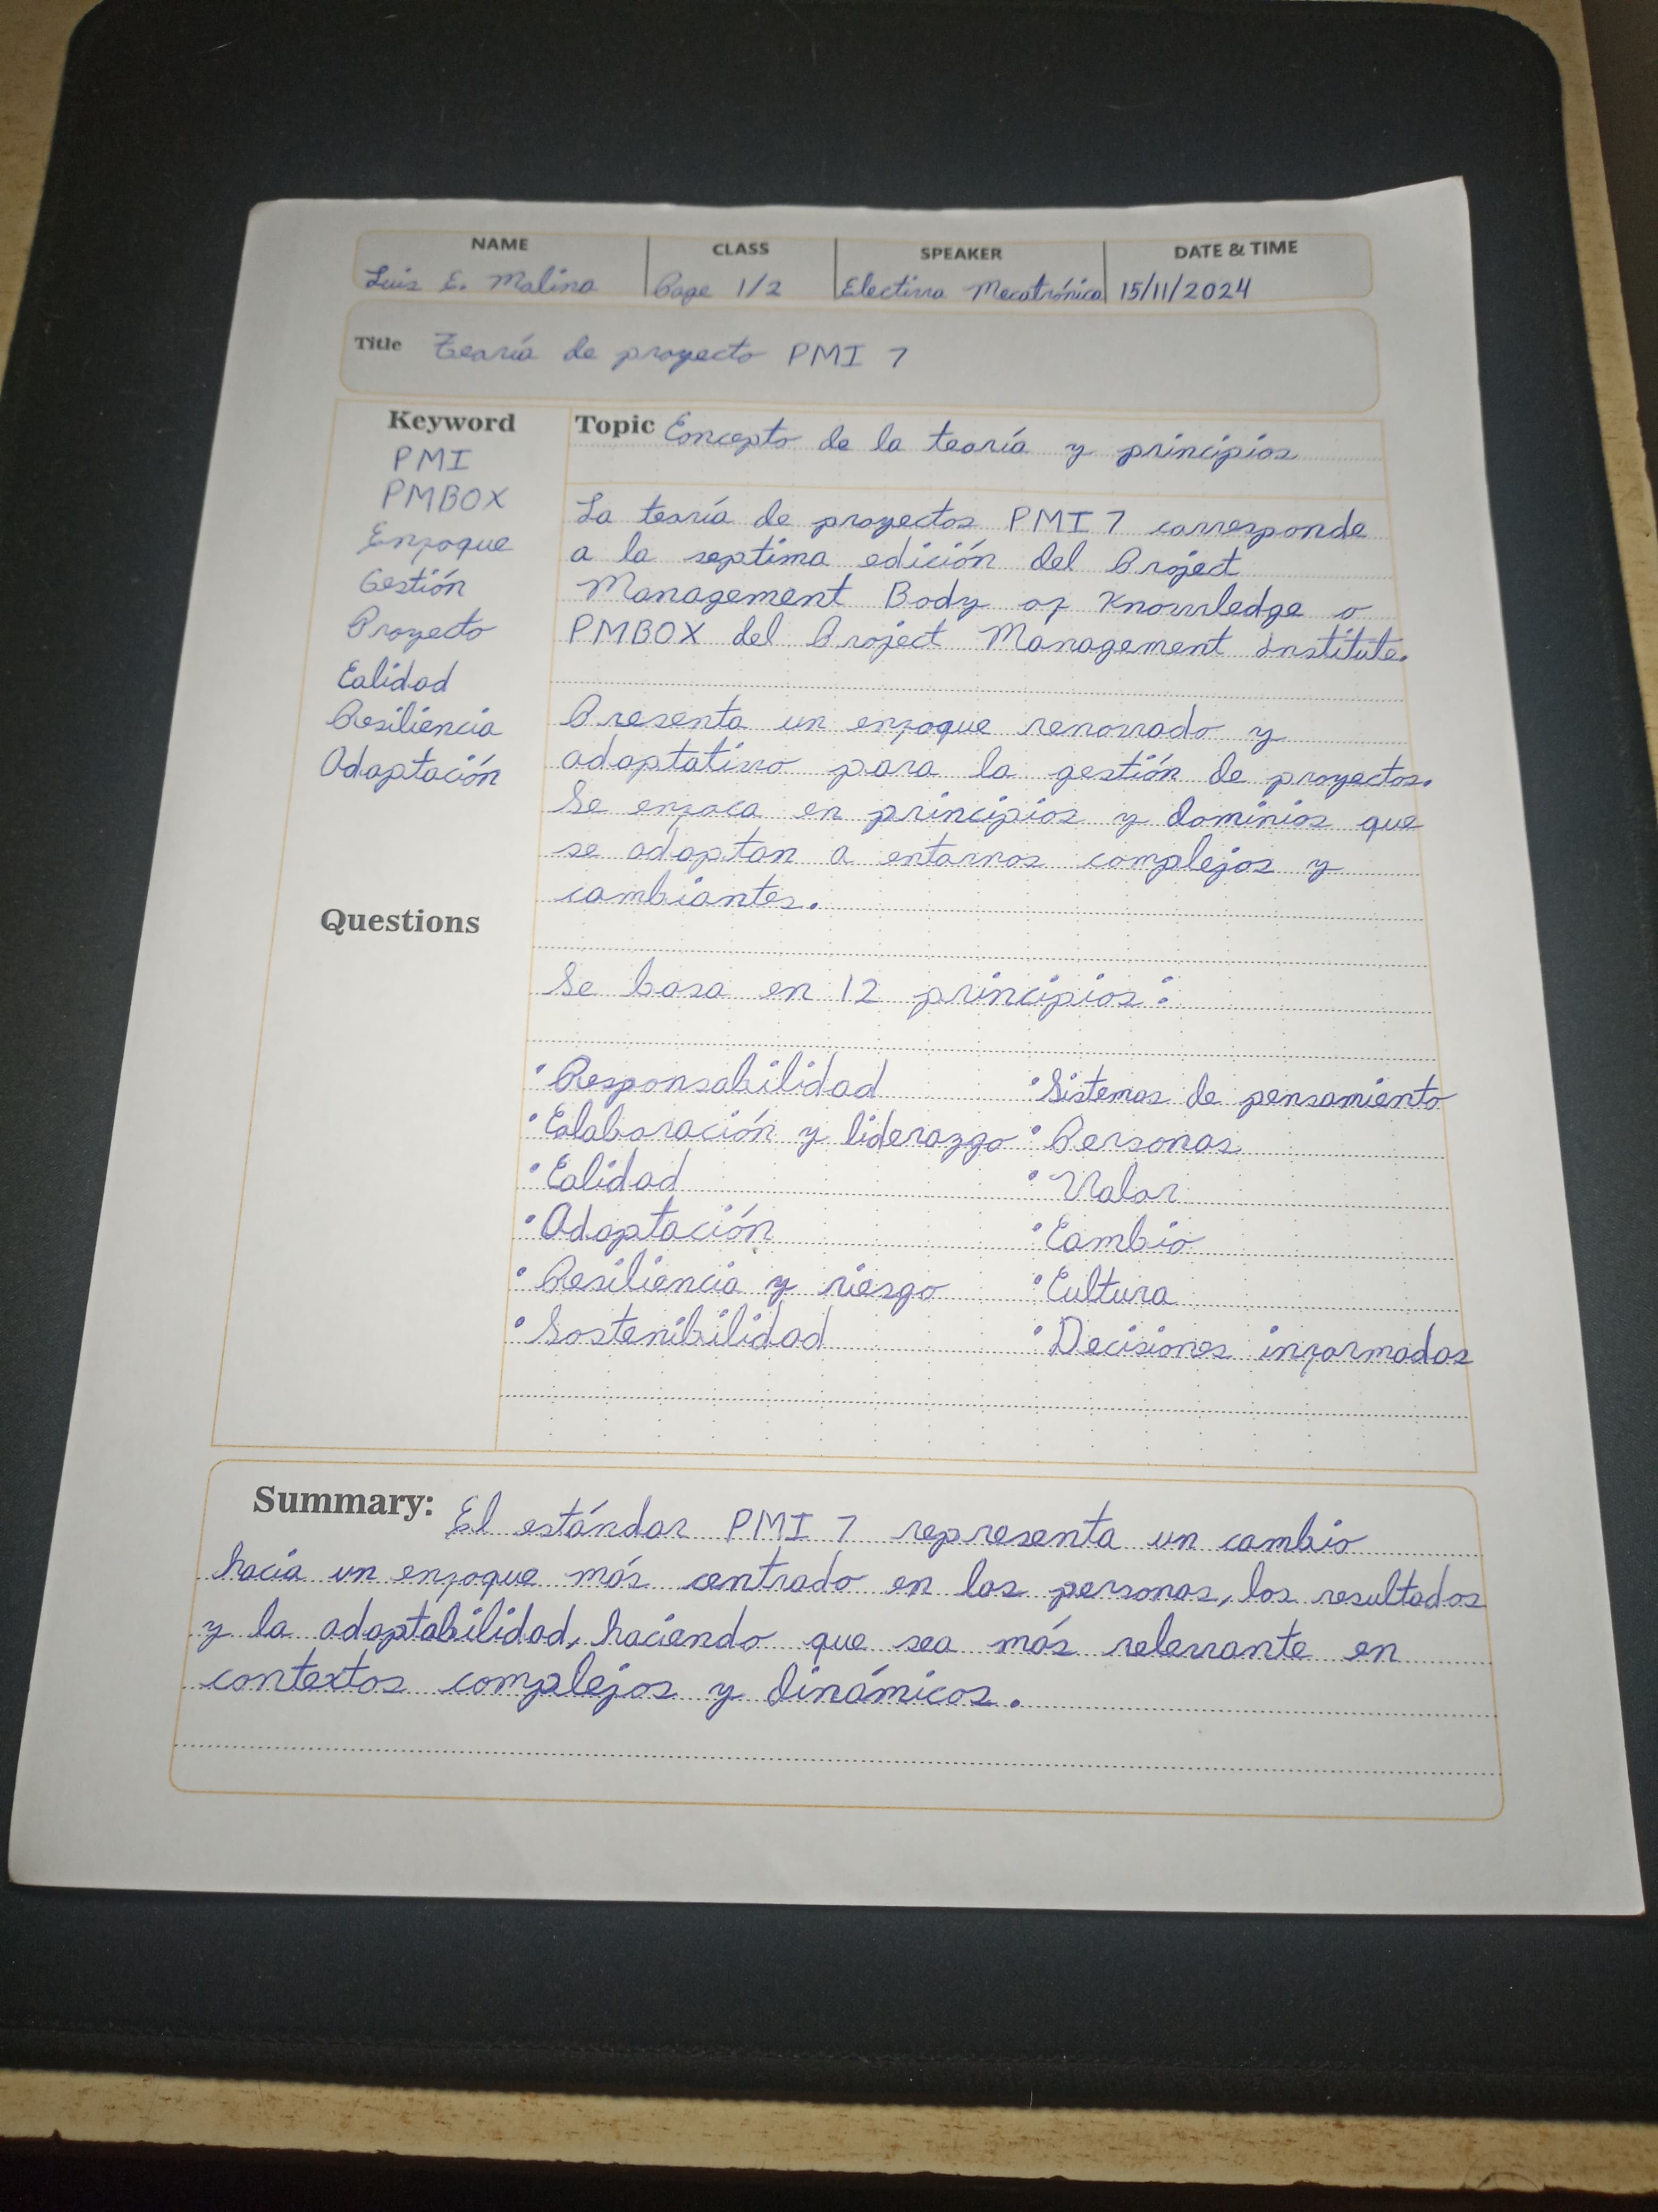 NAME CLASS SPEAKER DATE & TIME
Luis E. Molina Page 1/2 Electiva Mecatrónica 15/11/2024
Title Teoría de proyecto PMI 7
Keyword
PMI
PMBOX
Enfoque
Gestión
Proyecto
Calidad
Resiliencia
Adaptación
Questions
Topic Concepto de la teoría y principios
La teoría de proyectos PMI 7 corresponde
a la septima edición del Project
Management Body of Knowledge o
PMBOX del Project Management Institute.
Presenta un enfoque renovado y
adaptativo para la gestión de proyectos.
Se enfoca en principios y dominios que
se adaptan a entornos complejos y
cambiantes.
Se basa en 12 principios:
• Responsabilidad • Sistemas de pensamiento
• Colaboración y liderazgo • Personas
• Calidad • Valor
• Adaptación • Cambio
• Resiliencia y riesgo • Cultura
• Sostenibilidad • Decisiones informadas
Summary: El estándar PMI 7 representa un cambio
hacia un enfoque más centrado en las personas, los resultados
y la adaptabilidad, haciendo que sea más relevante en
contextos complejos y dinámicos.